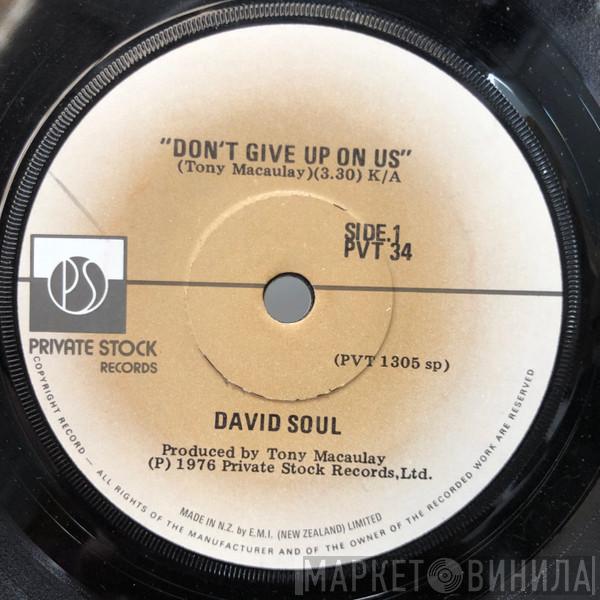 "DON'T GIVE UP ON US"
(Tony Macaulay)(3.30) K/A
SIDE.1
PVT 34
PS
PRIVATE STOCK
RECORDS
(PVT 1305 sp)
DAVID SOUL
Produced by Tony Macaulay
(P) 1976 Private Stock Records,Ltd.
MADE IN N.Z. by E.M.I. (NEW ZEALAND) LIMITED
COPYRIGHT RECORD — ALL RIGHTS OF THE MANUFACTURER AND OF THE OWNER OF THE RECORDED WORK ARE RESERVED
МАРКЕТ ВИНИЛА